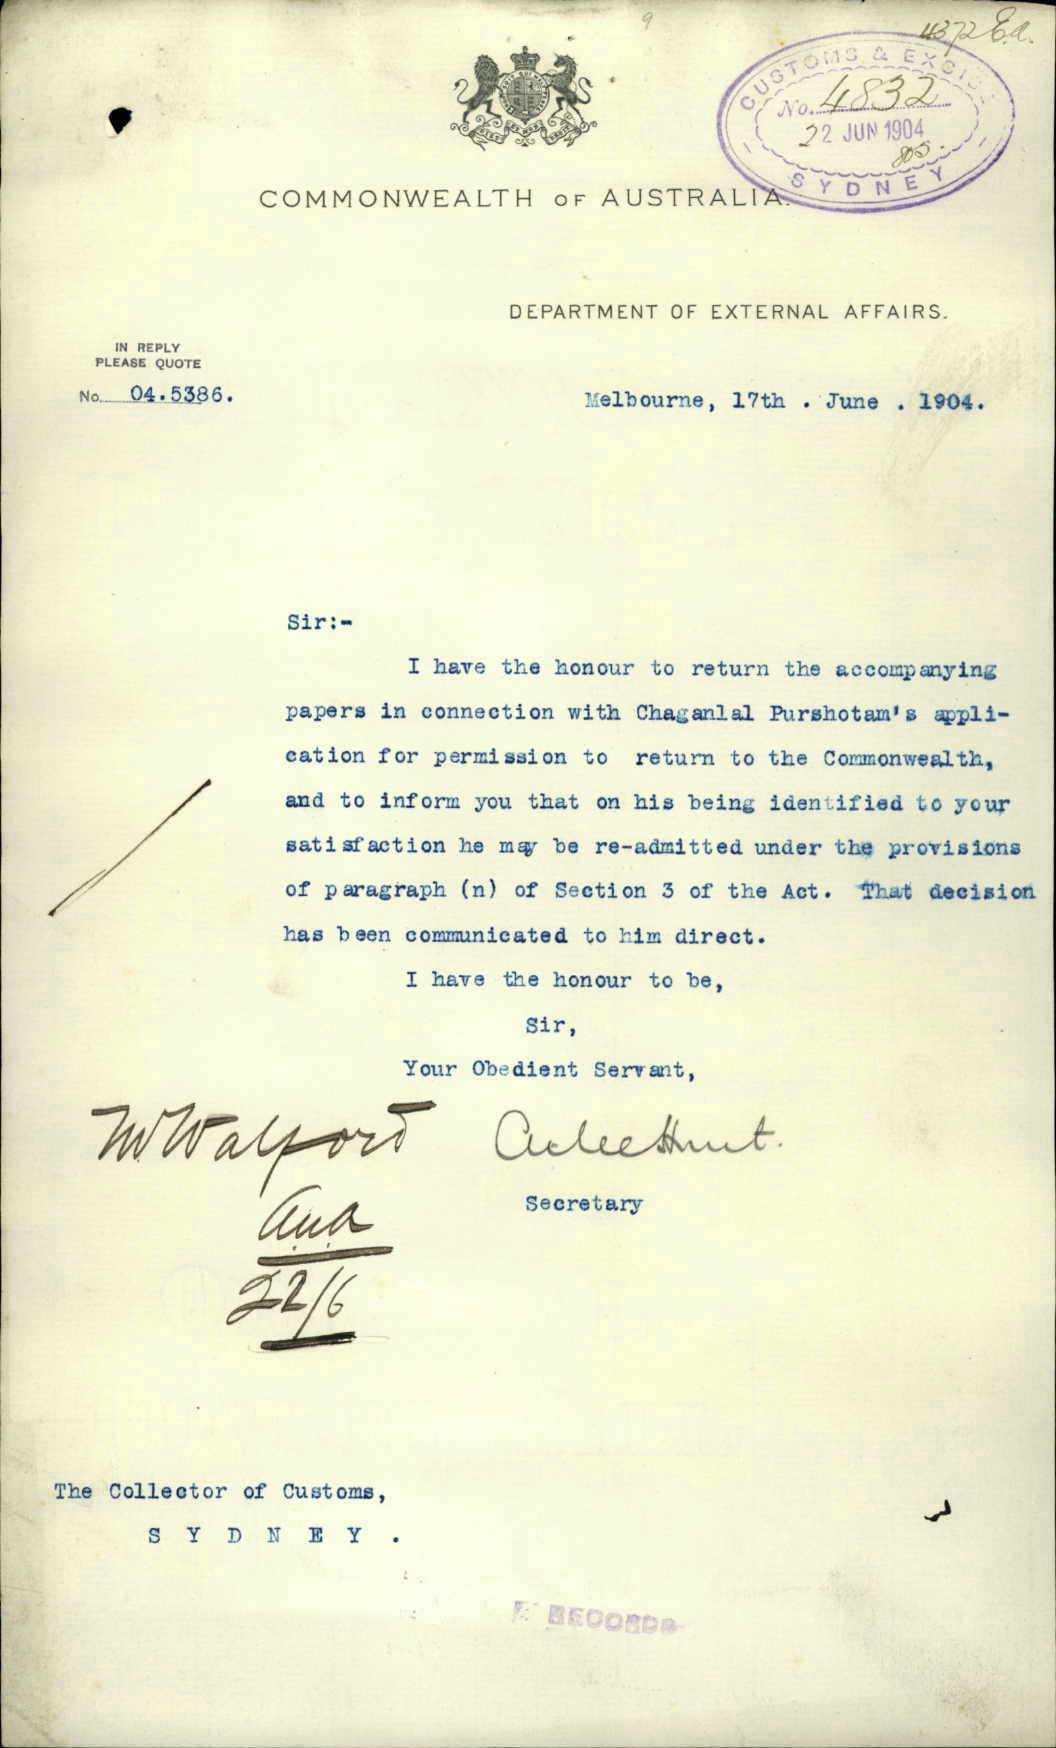 9
4372 E.A.
CUSTOMS & EXCISE
No. 4832
22 JUN 1904
SYDNEY
COMMONWEALTH OF AUSTRALIA.
DEPARTMENT OF EXTERNAL AFFAIRS.
IN REPLY
PLEASE QUOTE
No. 04.5386.
Melbourne, 17th . June . 1904.
Sir:-
I have the honour to return the accompanying
papers in connection with Chaganlal Purshotam's appli-
cation for permission to return to the Commonwealth,
and to inform you that on his being identified to your
satisfaction he may be re-admitted under the provisions
of paragraph (n) of Section 3 of the Act. That decision
has been communicated to him direct.
I have the honour to be,
Sir,
Your Obedient Servant,
Mr Walford
Atlee Hunt.
Secretary
22/6
The Collector of Customs,
S Y D N E Y .
RECORDS